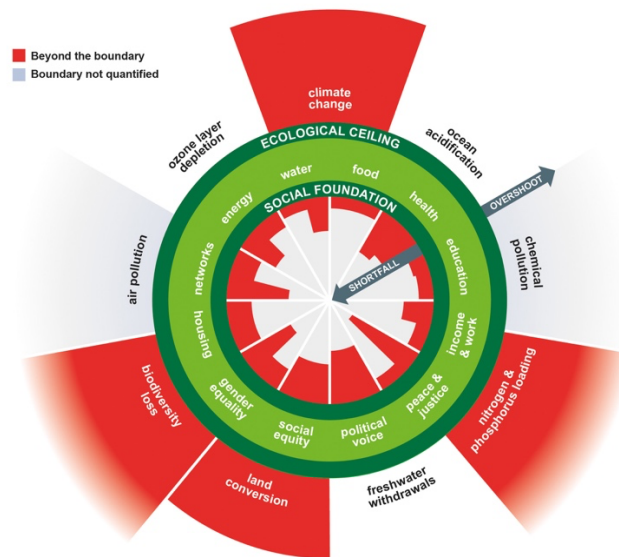 Beyond the boundary
Boundary not quantified
climate
change
ECOLOGICAL CEILING
ozone layer
depletion
ocean
acidification
water
food
energy
health
SOCIAL FOUNDATION
OVERSHOOT
SHORTFALL
air pollution
networks
education
chemical
pollution
housing
income
& work
biodiversity
loss
gender
equality
social
equity
political
voice
peace &
justice
nitrogen &
phosphorus loading
land
conversion
freshwater
withdrawals